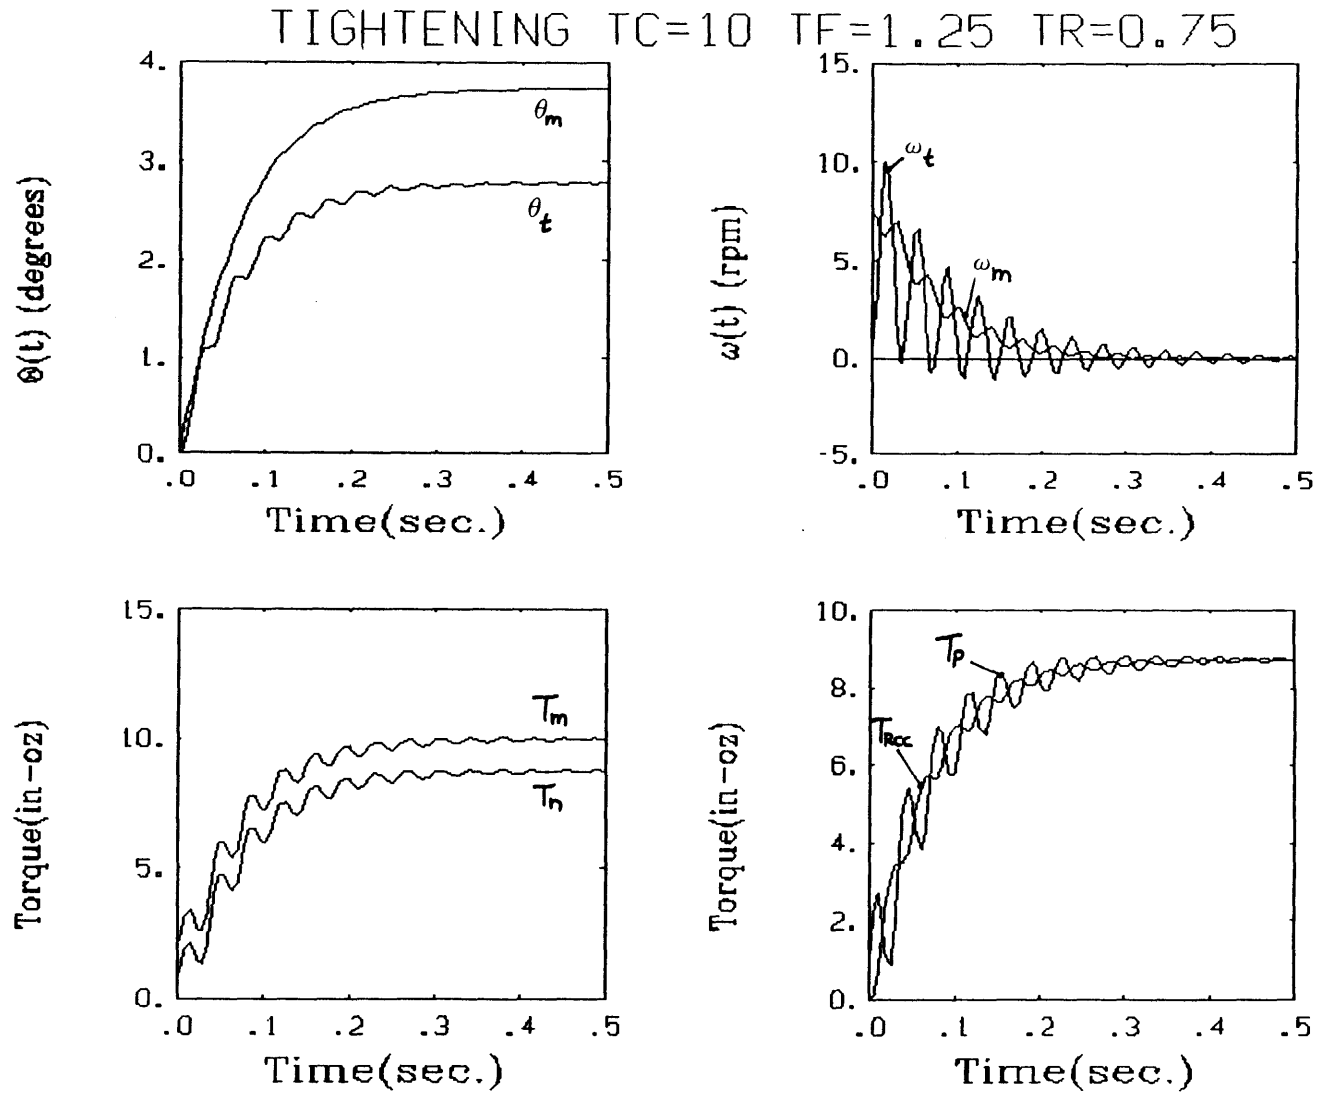 TIGHTENING TC=10 TF=1.25 TR=0.75
Θ(t) (degrees)
4.
3.
2.
1.
0.
θm
θt
.0 .1 .2 .3 .4 .5
Time(sec.)
ω(t) (rpm)
15.
10.
5.
0.
-5.
ωt
ωm
.0 .1 .2 .3 .4 .5
Time(sec.)
Torque(in-oz)
15.
10.
5.
0.
Tm
Tn
.0 .1 .2 .3 .4 .5
Time(sec.)
Torque(in-oz)
10.
8.
6.
4.
2.
0.
Tp
TRCC
.0 .1 .2 .3 .4 .5
Time(sec.)